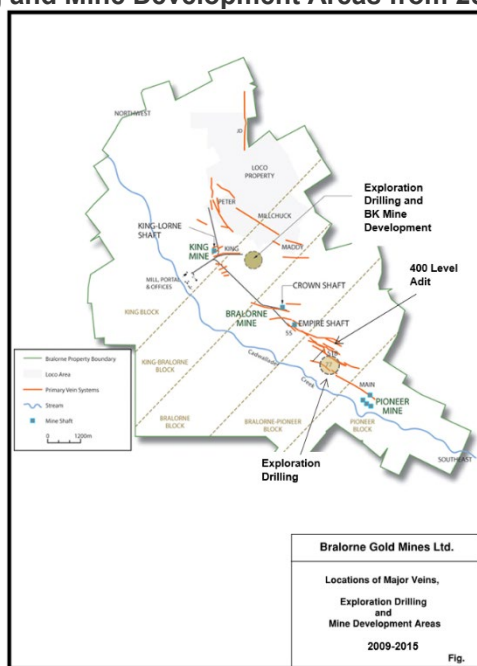 and Mine Development Areas from 20
NORTHWEST
LOCO
PROPERTY
PETER
Exploration
Drilling and
BK Mine
Development
MILLCHUCK
KING-LORNE
SHAFT
KING
MINE
KING
MADDY
400 Level
Adit
MILL, PORTAL
& OFFICES
CROWN SHAFT
BRALORNE
MINE
EMPIRE SHAFT
KING BLOCK
55
KING-BRALORNE
BLOCK
Cadwallader
Creek
77
MAIN
PIONEER
MINE
BRALORNE
BLOCK
BRALORNE-PIONEER
BLOCK
PIONEER
BLOCK
SOUTHEAST
Exploration
Drilling
Bralorne Property Boundary
Loco Area
Primary Vein Systems
Stream
Mine Shaft
0 1200m
Bralorne Gold Mines Ltd.
Locations of Major Veins,
Exploration Drilling
and
Mine Development Areas
2009-2015
Fig.